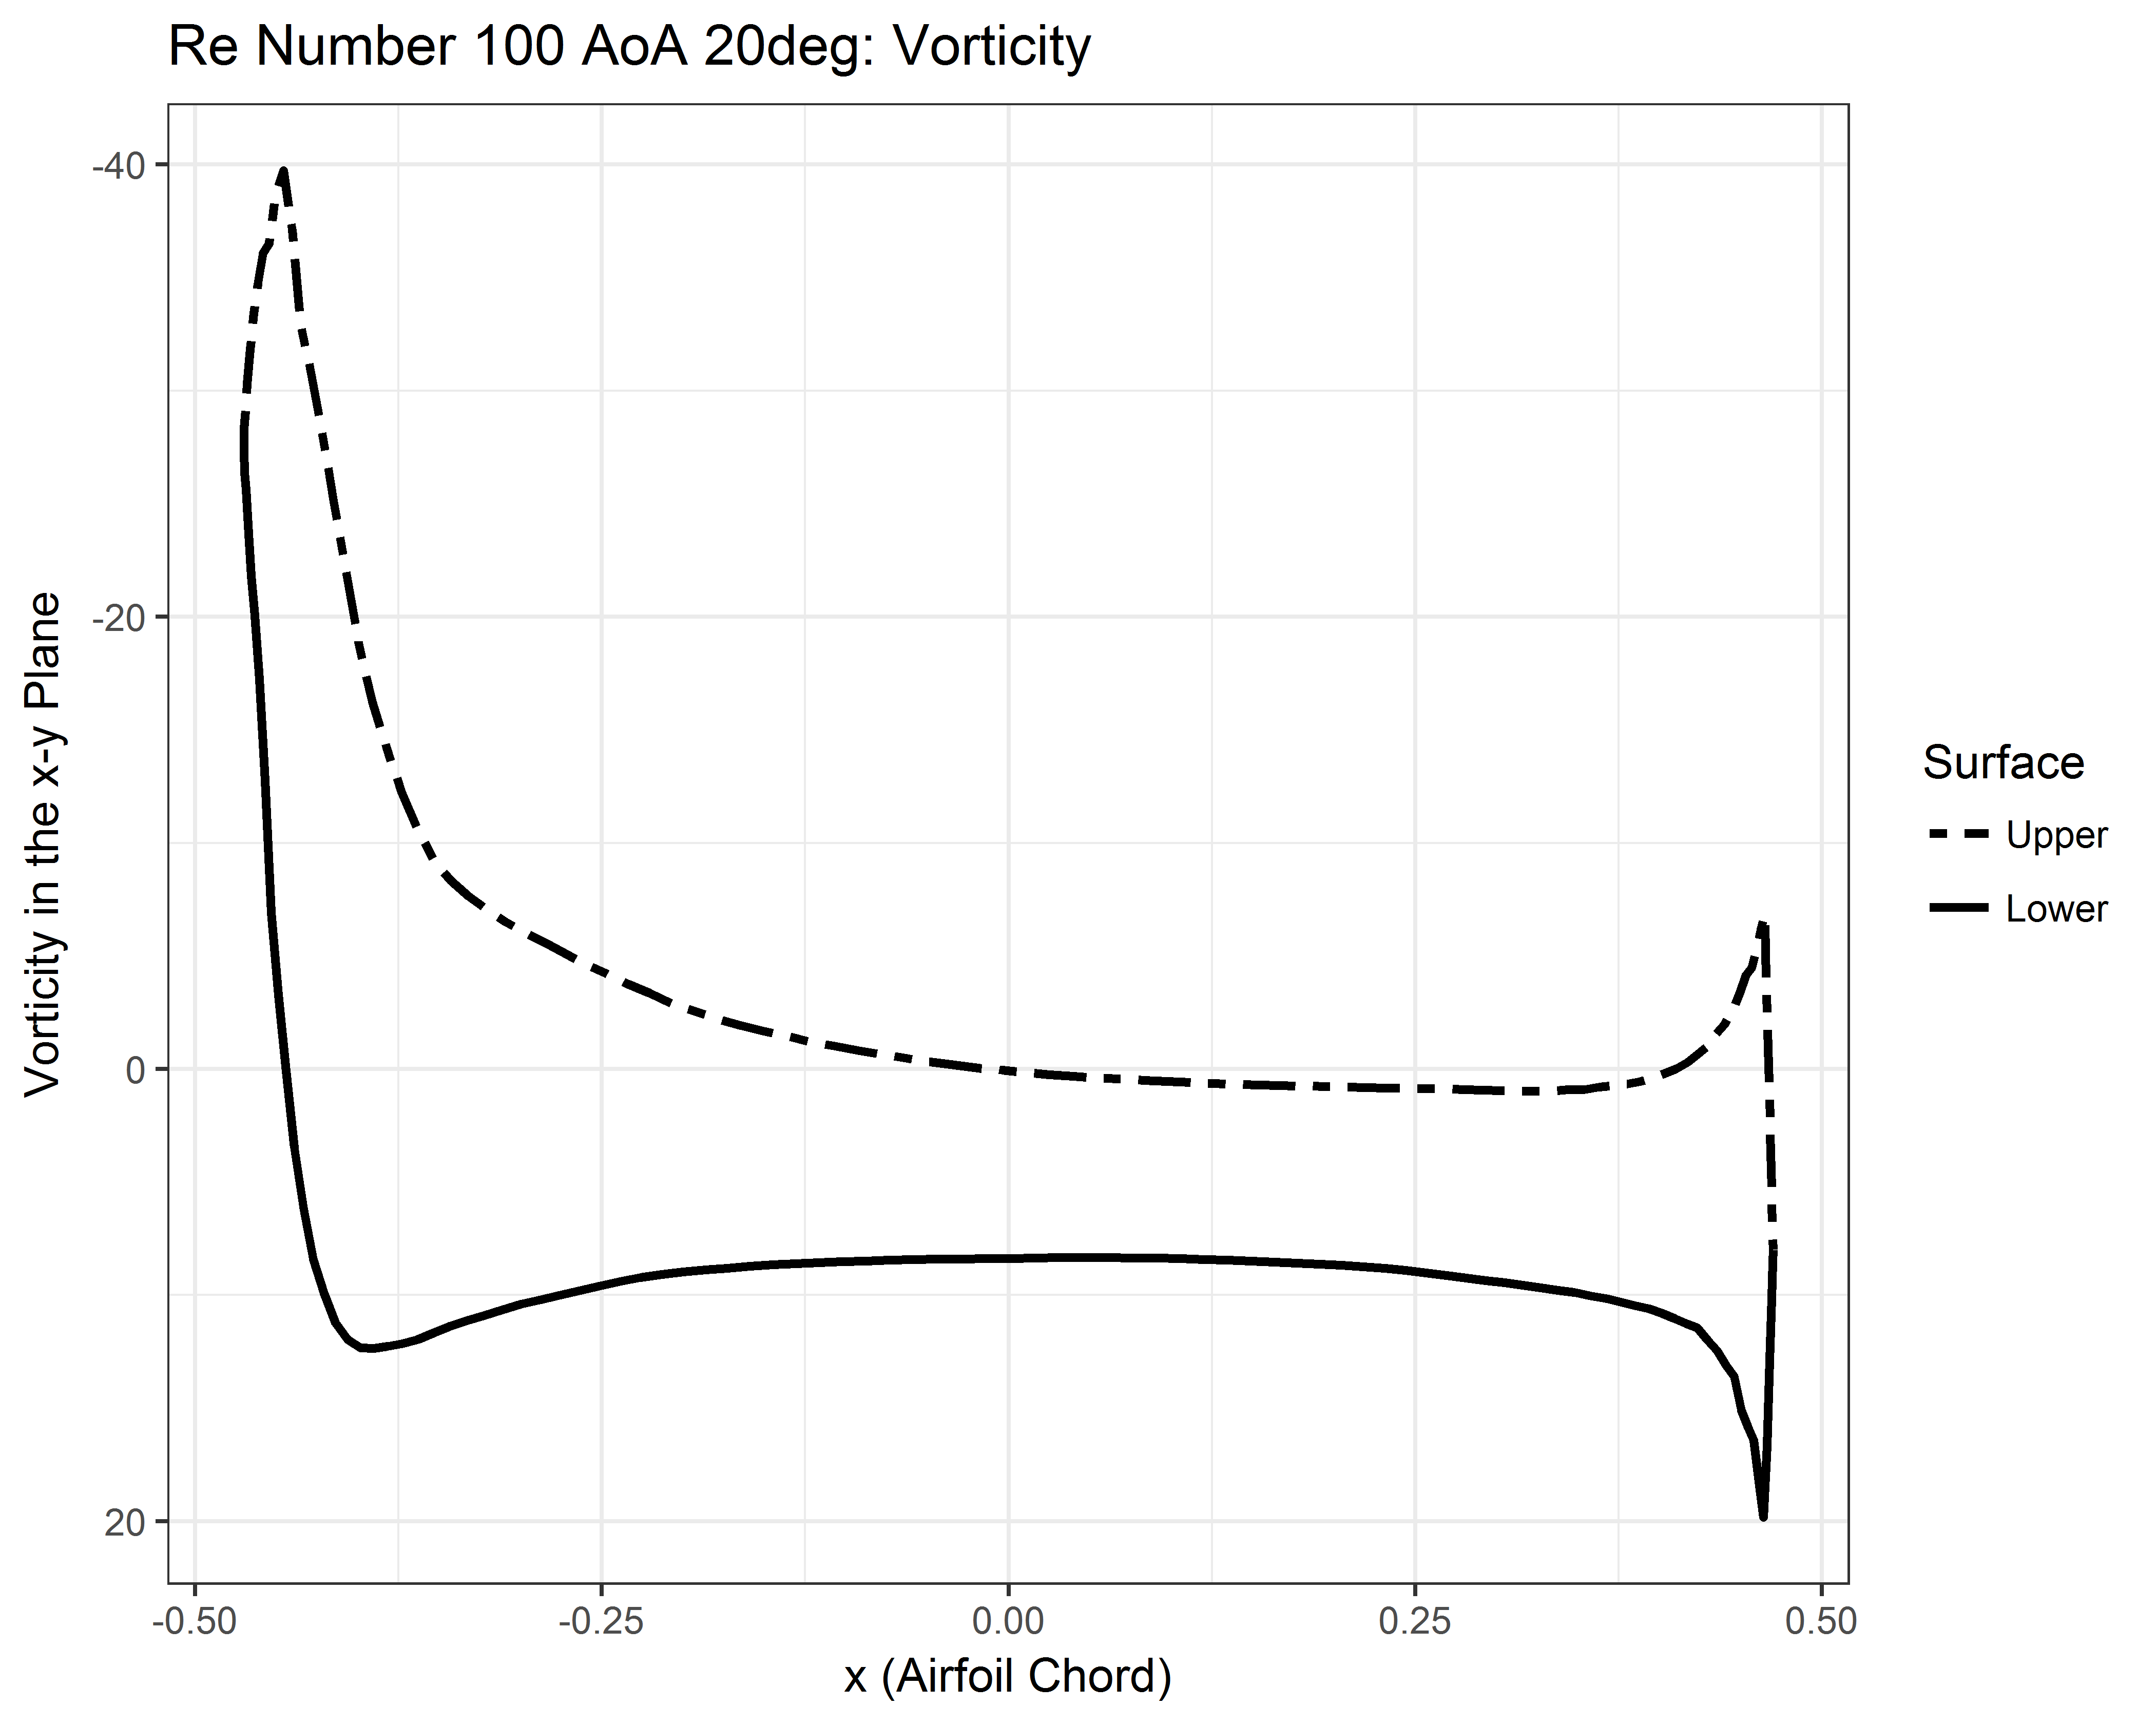 Re Number 100 AoA 20deg: Vorticity
Vorticity in the x-y Plane
-40
-20
0
20
-0.50
-0.25
0.00
0.25
0.50
x (Airfoil Chord)
Surface
Upper
Lower